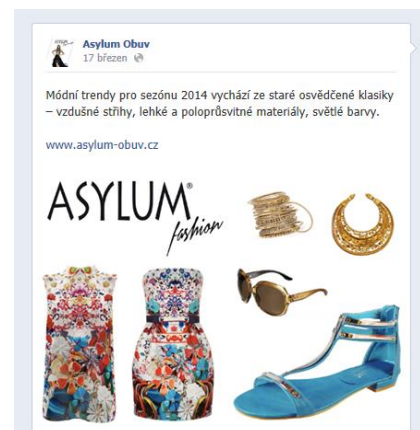 Asylum Obuv
17 březen
Módní trendy pro sezónu 2014 vychází ze staré osvědčené klasiky
– vzdušné střihy, lehké a poloprůsvitné materiály, světlé barvy.
www.asylum-obuv.cz
ASYLUM®
fashion